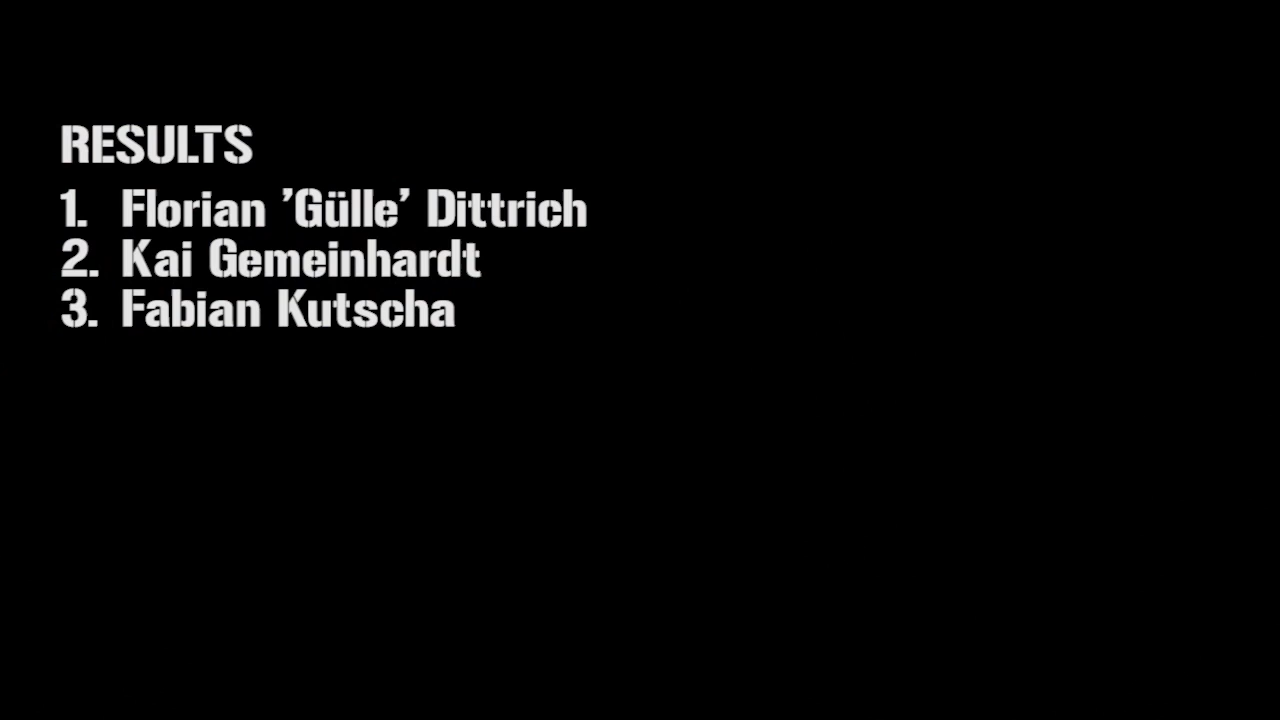 RESULTS
1. Florian 'Gülle' Dittrich
2. Kai Gemeinhardt
3. Fabian Kutscha